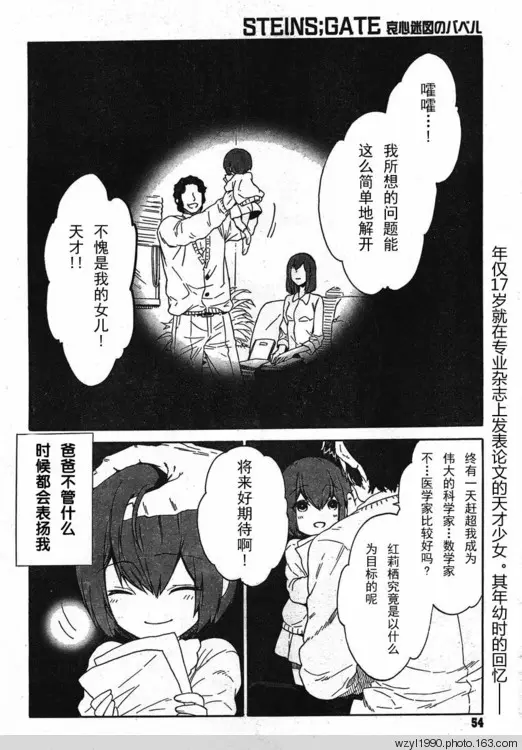 STEINS;GATE 哀心迷図のバベル
嚯
嚯
…！
我所想的问题能
这么简单地解开
不愧是我的女儿！
天才!!
年仅17岁就在专业杂志上发表论文的天才少女。其年幼时的回忆——
终有一天赶超我成为
伟大的科学家…数学家
不…医学家比较好吗？
红莉栖究竟是以什么
为目标的呢
将来好期待啊！
爸爸不管什么
时候都会表扬我
54
wzyl1990.photo.163.com